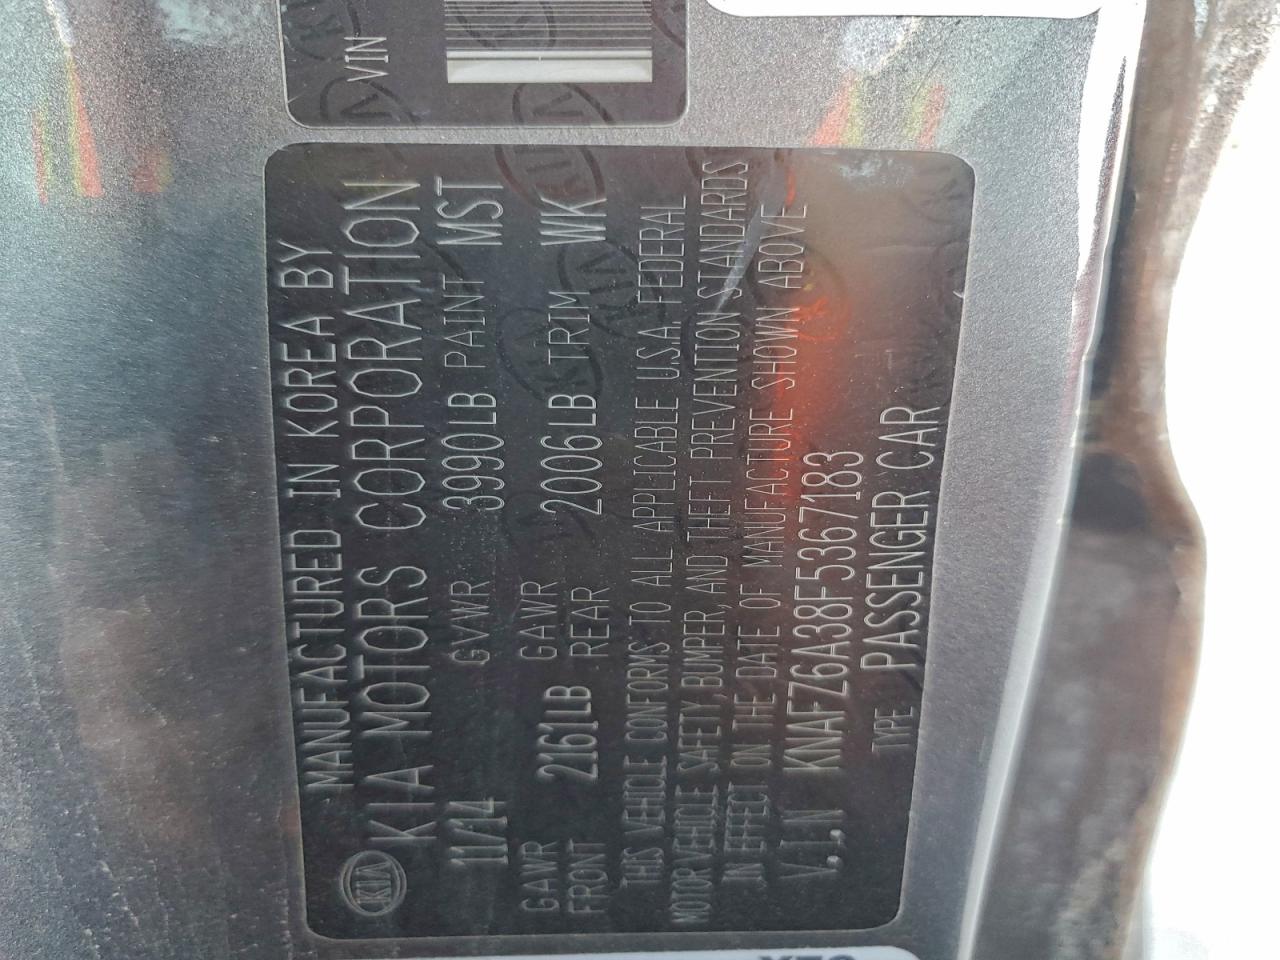 VIN
MANUFACTURED IN KOREA BY
KIA KIA MOTORS CORPORATION
11/14 GVWR 3990LB PAINT MST
GAWR FRONT 2161LB GAWR REAR 2006LB TRIM WK
THIS VEHICLE CONFORMS TO ALL APPLICABLE U.S.A. FEDERAL
MOTOR VEHICLE SAFETY, BUMPER, AND THEFT PREVENTION STANDARDS
IN EFFECT ON THE DATE OF MANUFACTURE SHOWN ABOVE
V.I.N KNAFZ6A38F5367183
TYPE PASSENGER CAR